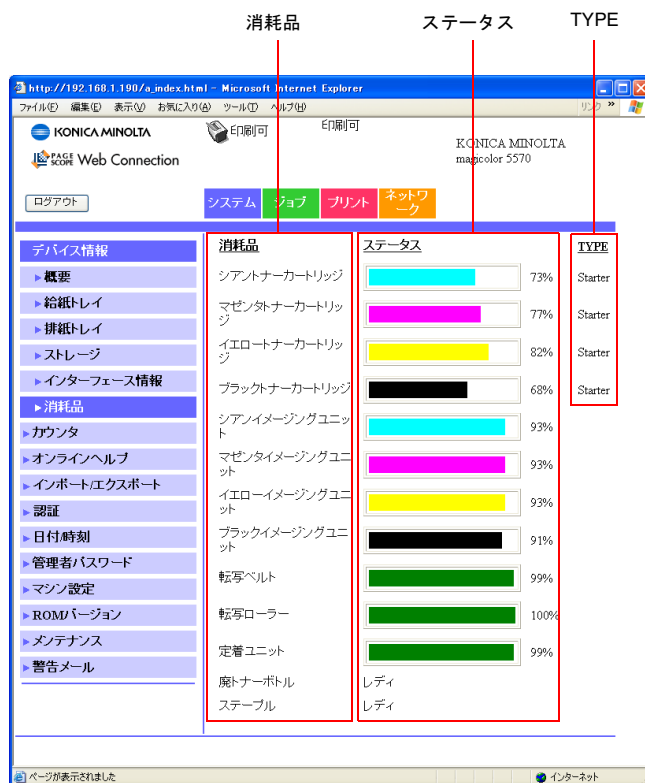 消耗品 ステータス TYPE
http://192.168.1.190/a_index.html - Microsoft Internet Explorer
ファイル(F) 編集(E) 表示(V) お気に入り(A) ツール(T) ヘルプ(H) リンク »
KONICA MINOLTA 印刷可 印刷可
PAGE SCOPE Web Connection
KONICA MINOLTA
magicolor 5570
ログアウト
システム ジョブ プリント ネットワ
ーク
デバイス情報
概要
給紙トレイ
排紙トレイ
ストレージ
インターフェース情報
消耗品
カウンタ
オンラインヘルプ
インポート/エクスポート
認証
日付/時刻
管理者パスワード
マシン設定
ROMバージョン
メンテナンス
警告メール
消耗品 ステータス TYPE
シアントナーカートリッジ 73% Starter
マゼンタトナーカートリッ
ジ 77% Starter
イエロートナーカートリッ
ジ 82% Starter
ブラックトナーカートリッジ 68% Starter
シアンイメージングユニッ
ト 93%
マゼンタイメージングユニ
ット 93%
イエローイメージングユニ
ット 93%
ブラックイメージングユニ
ット 91%
転写ベルト 99%
転写ローラー 100%
定着ユニット 99%
廃トナーボトル レディ
ステープル レディ
ページが表示されました インターネット